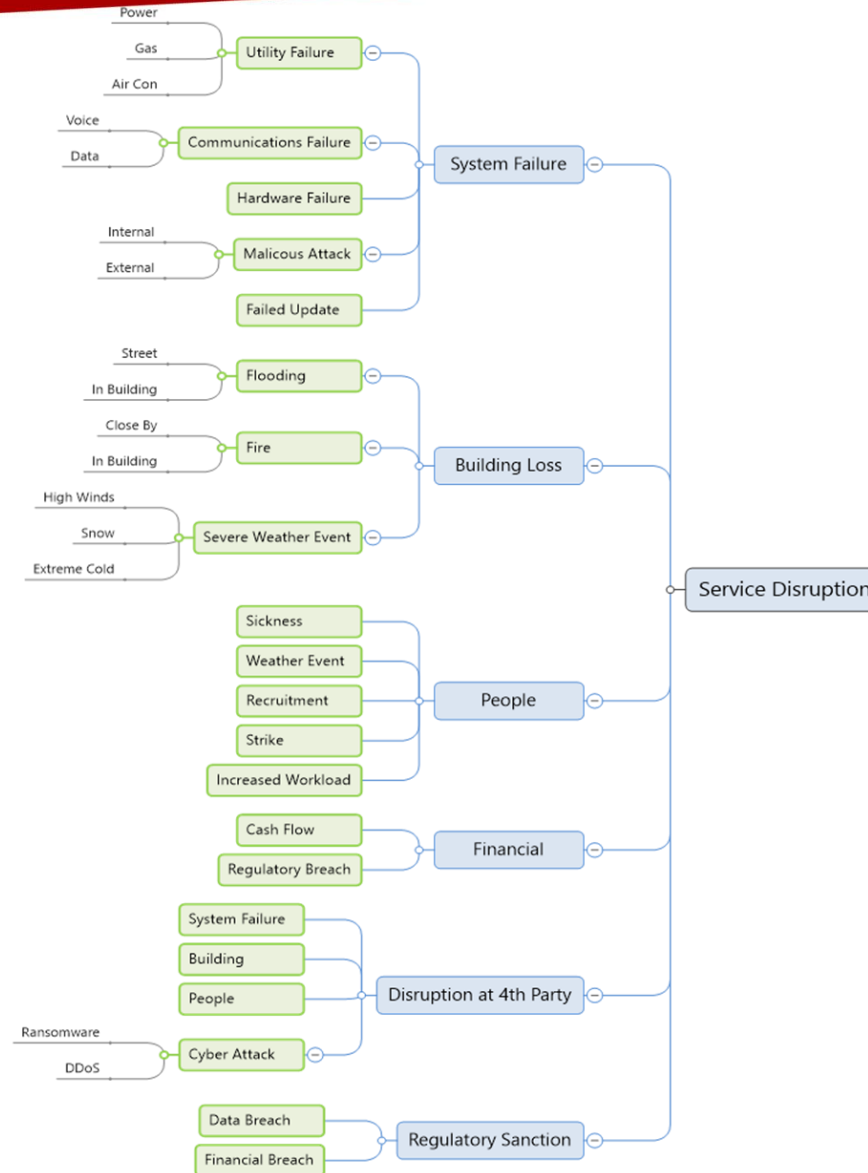 Power
Gas
Air Con
Utility Failure
Voice
Data
Communications Failure
Hardware Failure
Internal
External
Malicous Attack
Failed Update
System Failure
Street
In Building
Flooding
Close By
In Building
Fire
High Winds
Snow
Extreme Cold
Severe Weather Event
Building Loss
Service Disruption
Sickness
Weather Event
Recruitment
Strike
Increased Workload
People
Cash Flow
Regulatory Breach
Financial
System Failure
Building
People
Ransomware
DDoS
Cyber Attack
Disruption at 4th Party
Data Breach
Financial Breach
Regulatory Sanction